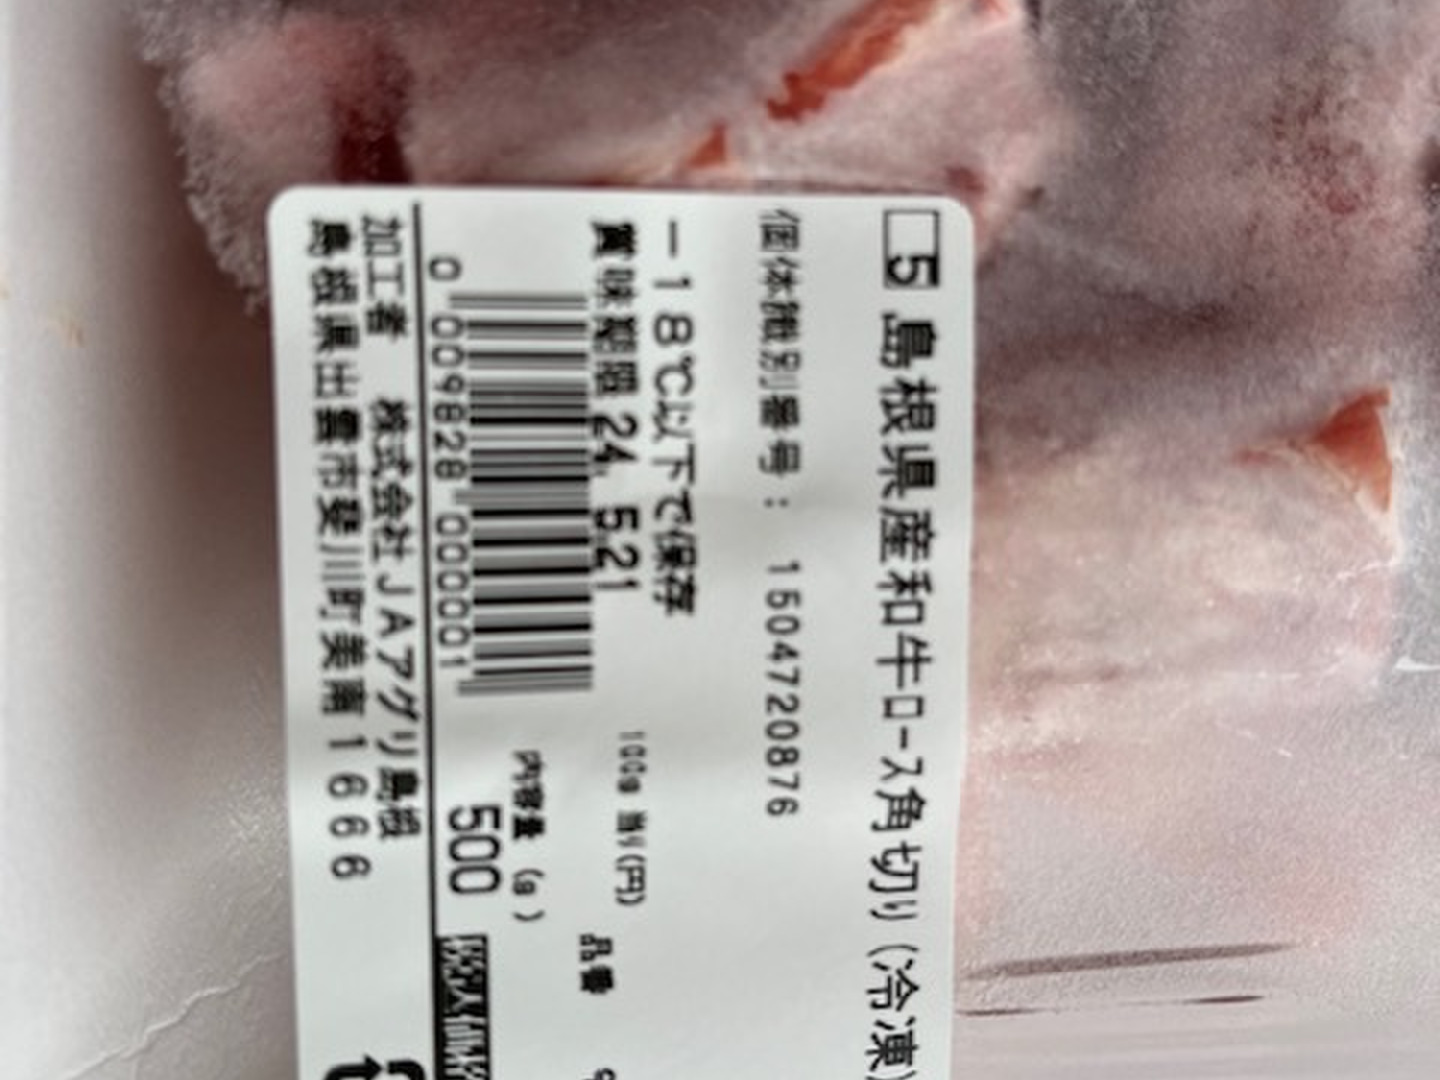 5 島根県産和牛ロース角切り（冷凍）
個体識別番号： 1504720876
－18℃以下で保存
賞味期限 24. 5.21
100g 当り(円)
内容量 (g)
500
品番
0 009828 000001
加工者 株式会社JAアグリ島根
島根県出雲市斐川町美南1666